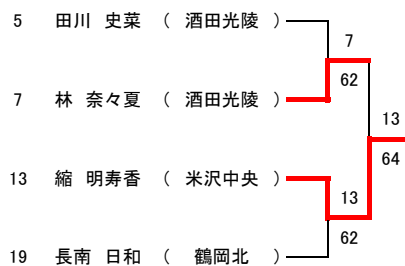 5 田川 史菜 （ 酒田光陵 ）
7
62
7 林 奈々夏 （ 酒田光陵 ）
13
64
13 縮 明寿香 （ 米沢中央 ）
13
62
19 長南 日和 （ 鶴岡北 ）